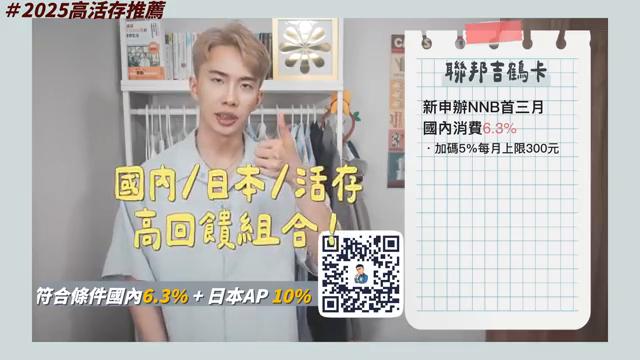 #2025高活存推薦
聯邦吉鶴卡
新申辦NNB首三月
國內消費6.3%
・加碼5%每月上限300元
國內/日本/活存
高回饋組合！
符合條件國內6.3% + 日本AP 10%